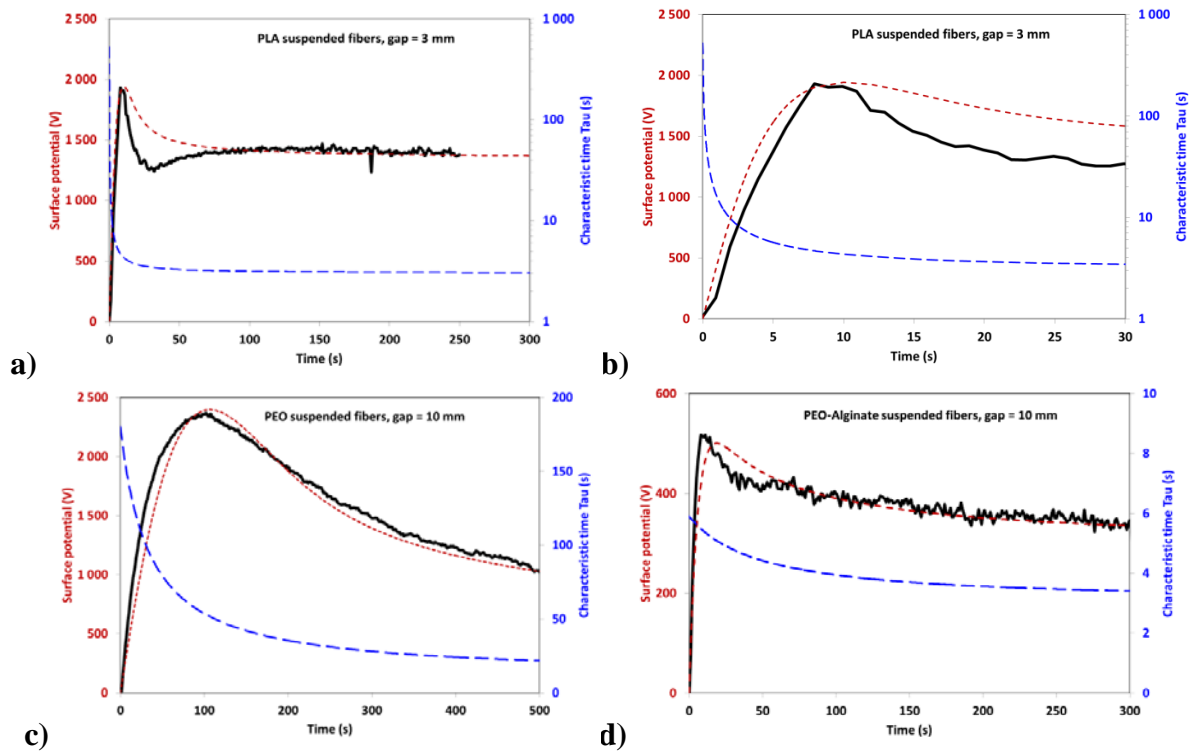 PLA suspended fibers, gap = 3 mm
Surface potential (V)
2 500
2 000
1 500
1 000
500
0
0 50 100 150 200 250 300
Time (s)
Characteristic time Tau (s)
1 000
100
10
1
a)
PLA suspended fibers, gap = 3 mm
Surface potential (V)
2 500
2 000
1 500
1 000
500
0
0 5 10 15 20 25 30
Time (s)
Characteristic time Tau (s)
1 000
100
10
1
b)
PEO suspended fibers, gap = 10 mm
Surface potential (V)
2 500
2 000
1 500
1 000
500
0
0 100 200 300 400 500
Time (s)
Characteristic time Tau (s)
200
150
100
50
0
c)
PEO-Alginate suspended fibers, gap = 10 mm
Surface potential (V)
600
400
200
0
0 50 100 150 200 250 300
Time (s)
Characteristic time Tau (s)
10
8
6
4
2
0
d)